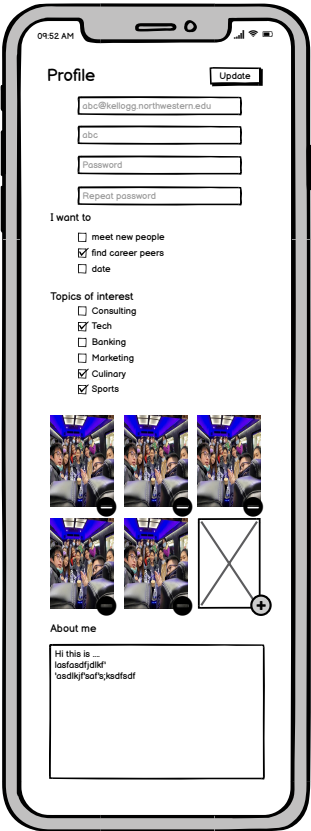 09:52 AM
Profile
Update
abc@kellogg.northwestern.edu
abc
Password
Repeat password
I want to
meet new people
find career peers
date
Topics of interest
Consulting
Tech
Banking
Marketing
Culinary
Sports
About me
Hi this is ....
lasfasdfjdlkf'
'asdlkjf'saf's;ksdfsdf